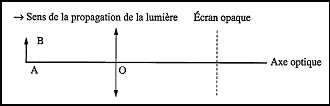 → Sens de la propagation de la lumière Écran opaque
B
Axe optique
A O